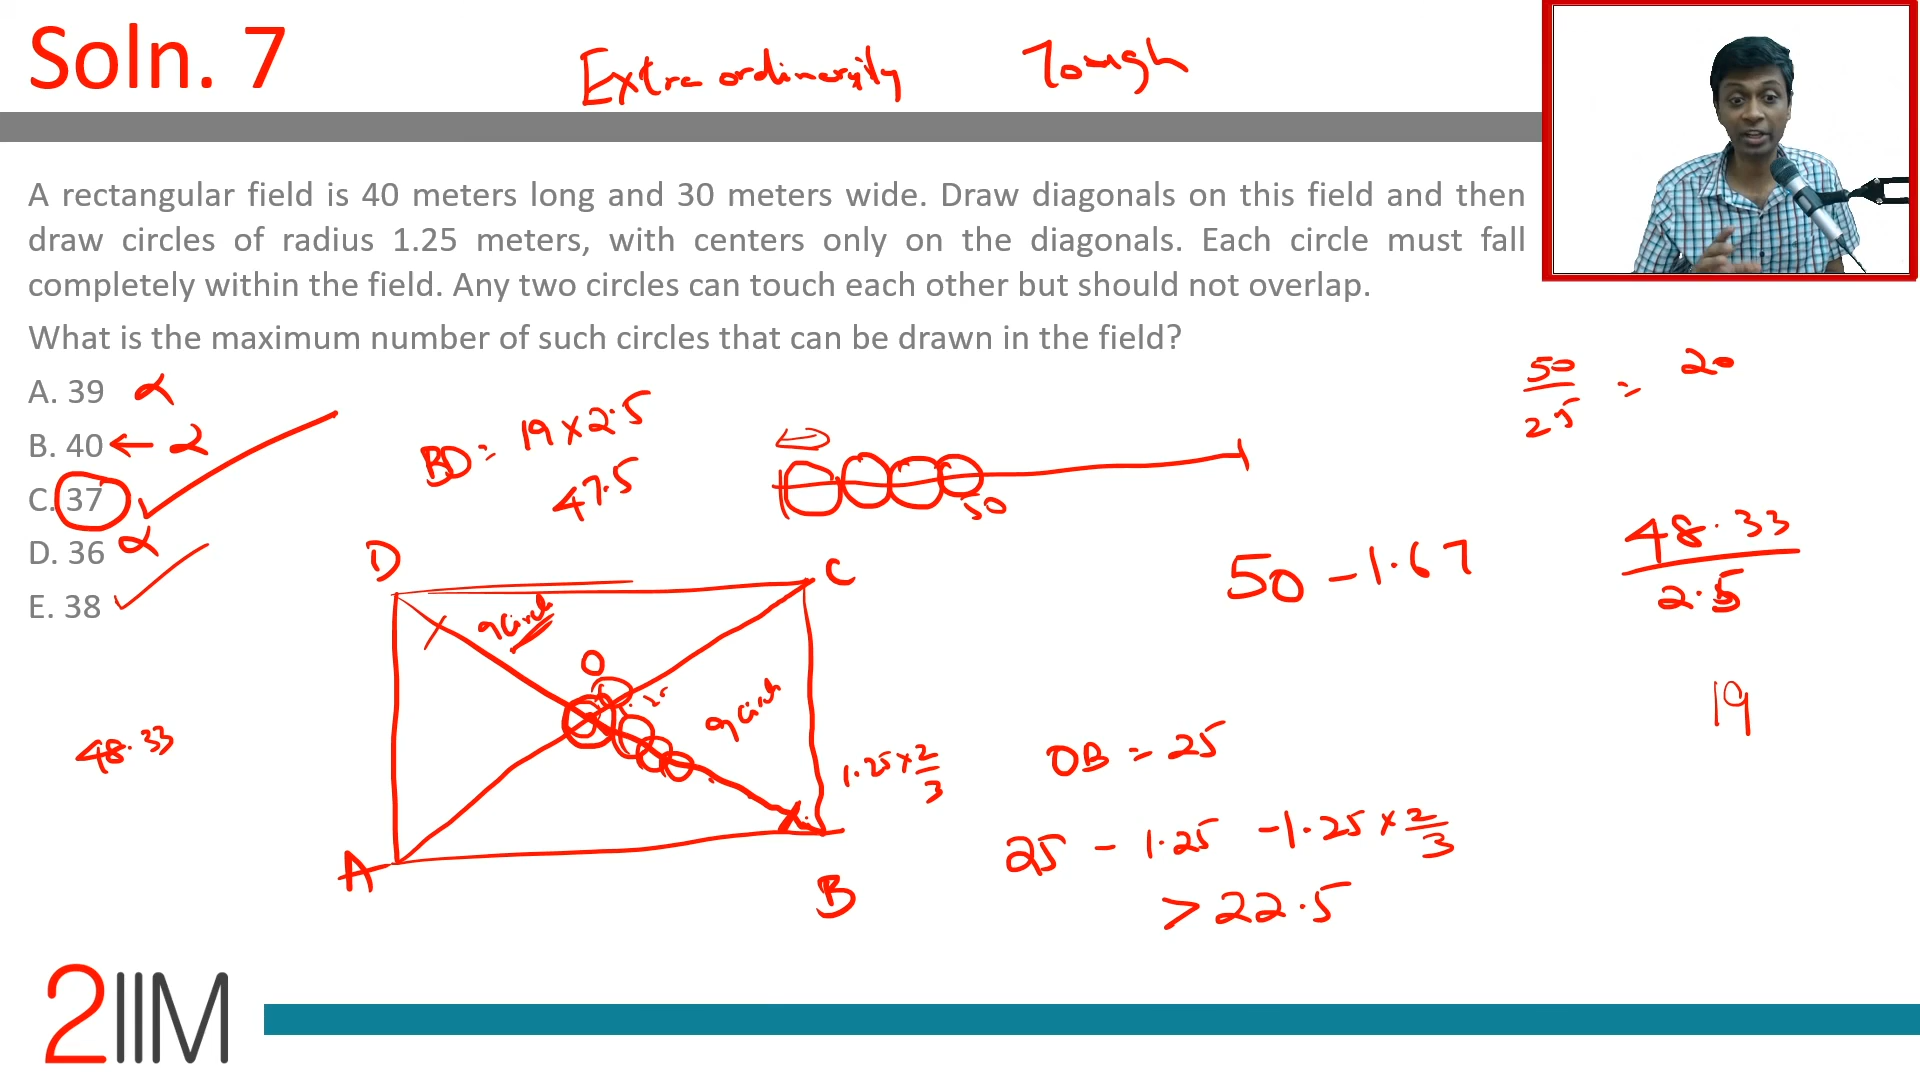 Soln. 7
Extraordinarily Tough
A rectangular field is 40 meters long and 30 meters wide. Draw diagonals on this field and then
draw circles of radius 1.25 meters, with centers only on the diagonals. Each circle must fall
completely within the field. Any two circles can touch each other but should not overlap.
What is the maximum number of such circles that can be drawn in the field?
A. 39
B. 40
C. 37
D. 36
E. 38
BD = 19 x 2.5
47.5
50
50
25
= 20
50 - 1.67
48.33
2.5
19
D
C
9 circle
O
9 circle
48.33
1.25 x 2
3
A
B
OB = 25
25 - 1.25 - 1.25 x 2
3
> 22.5
2IIM